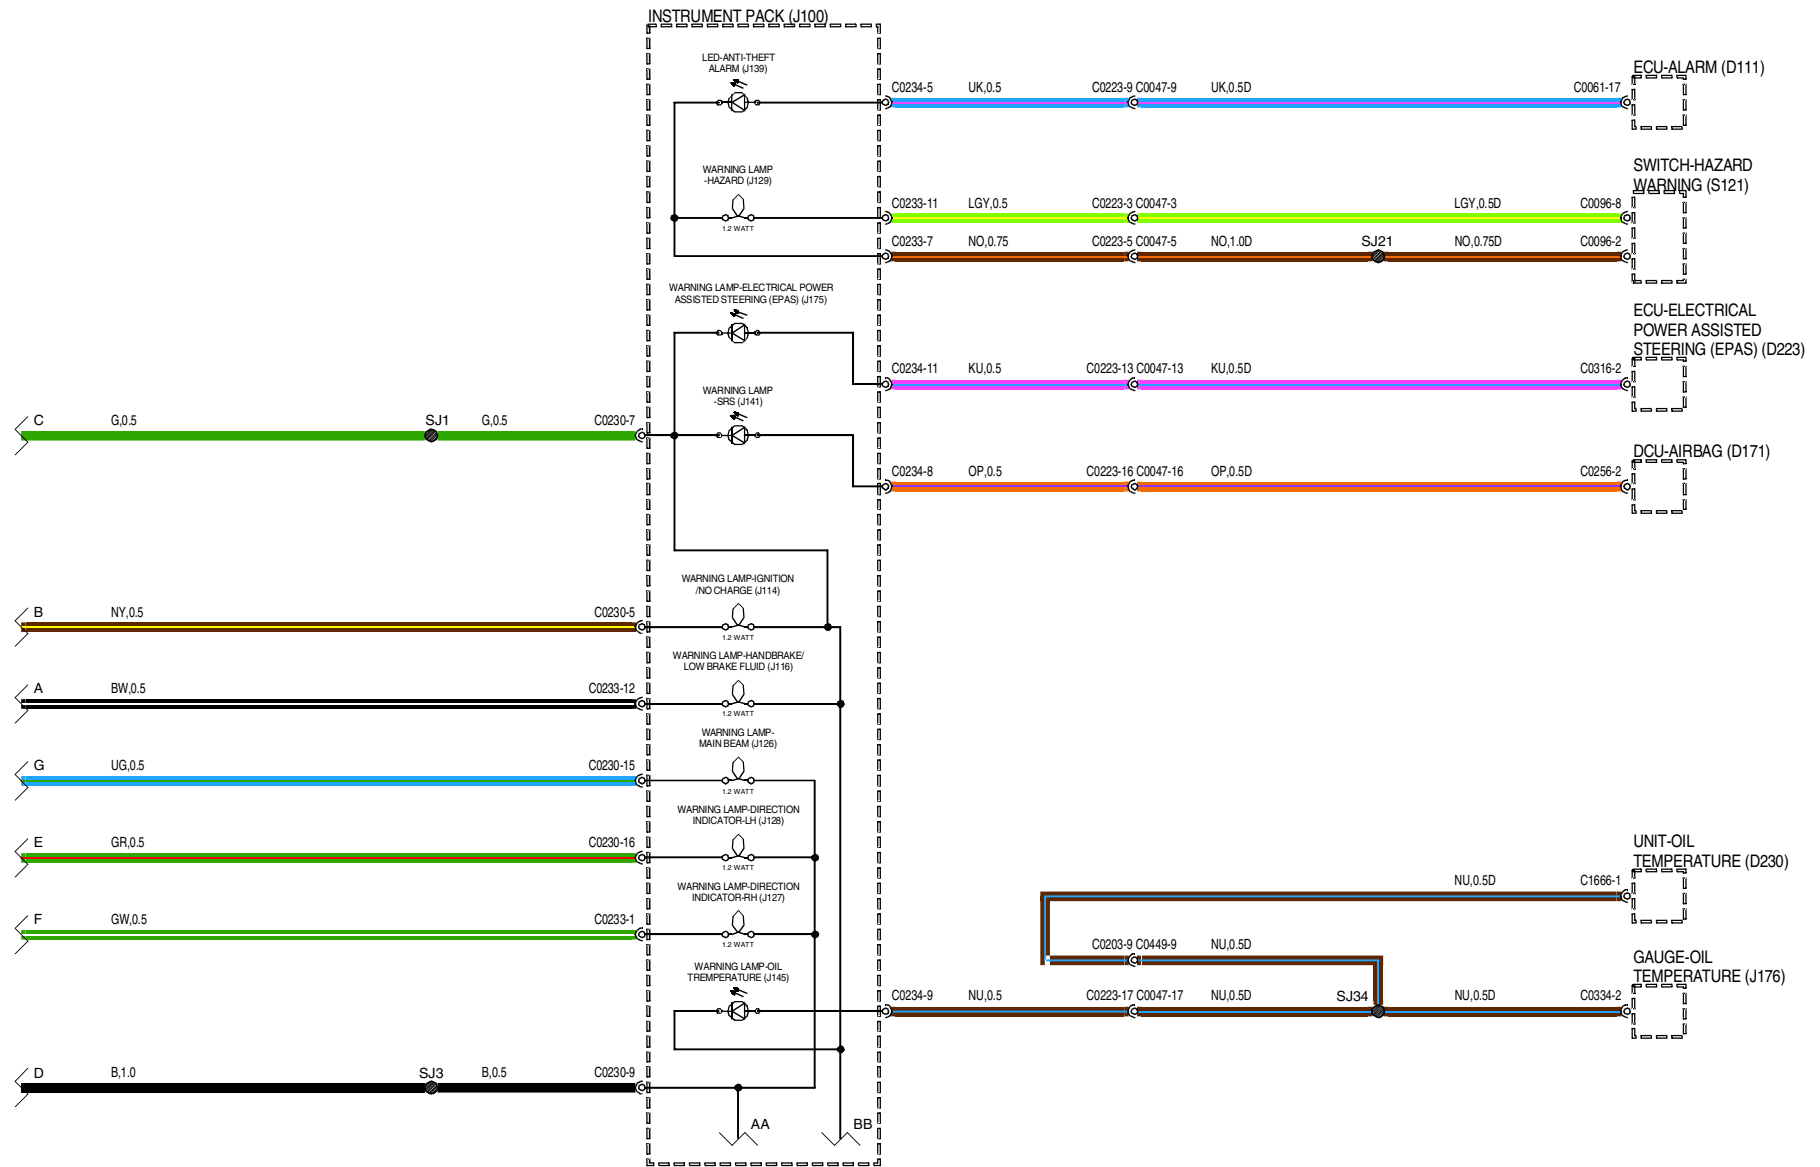 INSTRUMENT PACK (J100)
LED-ANTI-THEFT
ALARM (J139)
C0234-5 UK,0.5 C0223-9 C0047-9 UK,0.5D C0061-17
ECU-ALARM (D111)
WARNING LAMP
-HAZARD (J129)
1.2 WATT
C0233-11 LGY,0.5 C0223-3 C0047-3 LGY,0.5D C0096-8
SWITCH-HAZARD
WARNING (S121)
C0233-7 NO,0.75 C0223-5 C0047-5 NO,1.0D SJ21 NO,0.75D C0096-2
WARNING LAMP-ELECTRICAL POWER
ASSISTED STEERING (EPAS) (J175)
ECU-ELECTRICAL
POWER ASSISTED
STEERING (EPAS) (D223)
C0234-11 KU,0.5 C0223-13 C0047-13 KU,0.5D C0316-2
WARNING LAMP
-SRS (J141)
C G,0.5 SJ1 G,0.5 C0230-7
DCU-AIRBAG (D171)
C0234-8 OP,0.5 C0223-16 C0047-16 OP,0.5D C0256-2
WARNING LAMP-IGNITION
/NO CHARGE (J114)
B NY,0.5 C0230-5
1.2 WATT
WARNING LAMP-HANDBRAKE/
LOW BRAKE FLUID (J116)
A BW,0.5 C0233-12
1.2 WATT
WARNING LAMP-
MAIN BEAM (J126)
G UG,0.5 C0230-15
1.2 WATT
WARNING LAMP-DIRECTION
INDICATOR-LH (J128)
E GR,0.5 C0230-16
1.2 WATT
WARNING LAMP-DIRECTION
INDICATOR-RH (J127)
F GW,0.5 C0233-1
1.2 WATT
UNIT-OIL
TEMPERATURE (D230)
NU,0.5D C1666-1
C0203-9 C0449-9 NU,0.5D
WARNING LAMP-OIL
TREMPERATURE (J145)
GAUGE-OIL
TEMPERATURE (J176)
C0234-9 NU,0.5 C0223-17 C0047-17 NU,0.5D SJ34 NU,0.5D C0334-2
D B,1.0 SJ3 B,0.5 C0230-9
AA BB